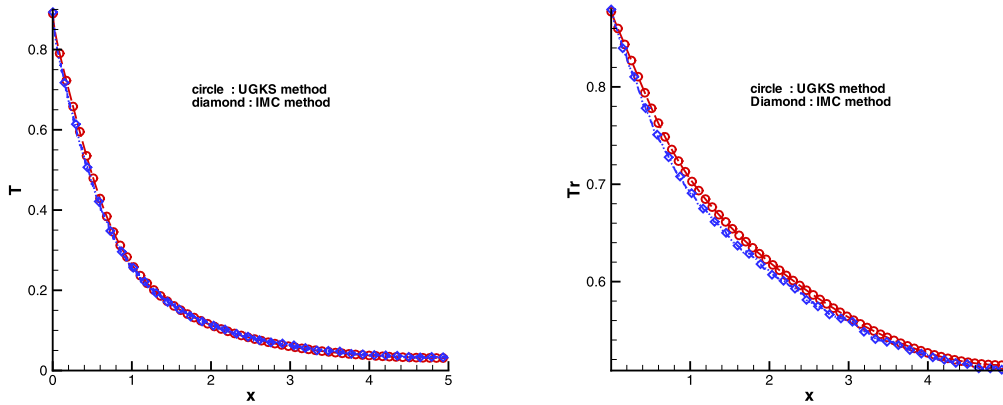 circle : UGKS method
diamond : IMC method
T
0.8
0.6
0.4
0.2
0
0 1 2 3 4 5
x
circle : UGKS method
Diamond : IMC method
Tr
0.8
0.7
0.6
1 2 3 4
x